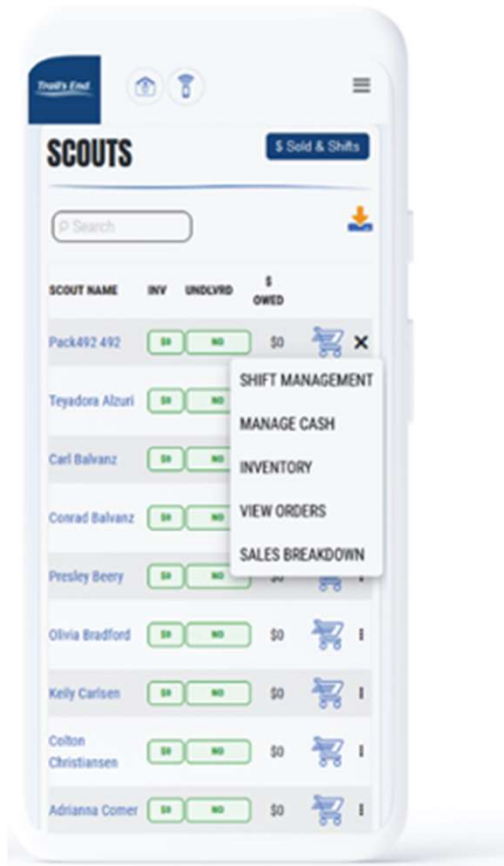 Trail's End
SCOUTS
$ Sold & Shifts
Search
SCOUT NAME INV UNDLVRD $ OWED
Pack492 492 $0 NO $0
SHIFT MANAGEMENT
MANAGE CASH
INVENTORY
VIEW ORDERS
SALES BREAKDOWN
Teyadora Alzuri $0 NO
Carl Balvanz $0 NO
Conrad Balvanz $0 NO
Presley Beery $0 NO $0
Olivia Bradford $0 NO $0
Keily Carlsen $0 NO $0
Colton
Christiansen $0 NO $0
Adrianna Comer $0 NO $0